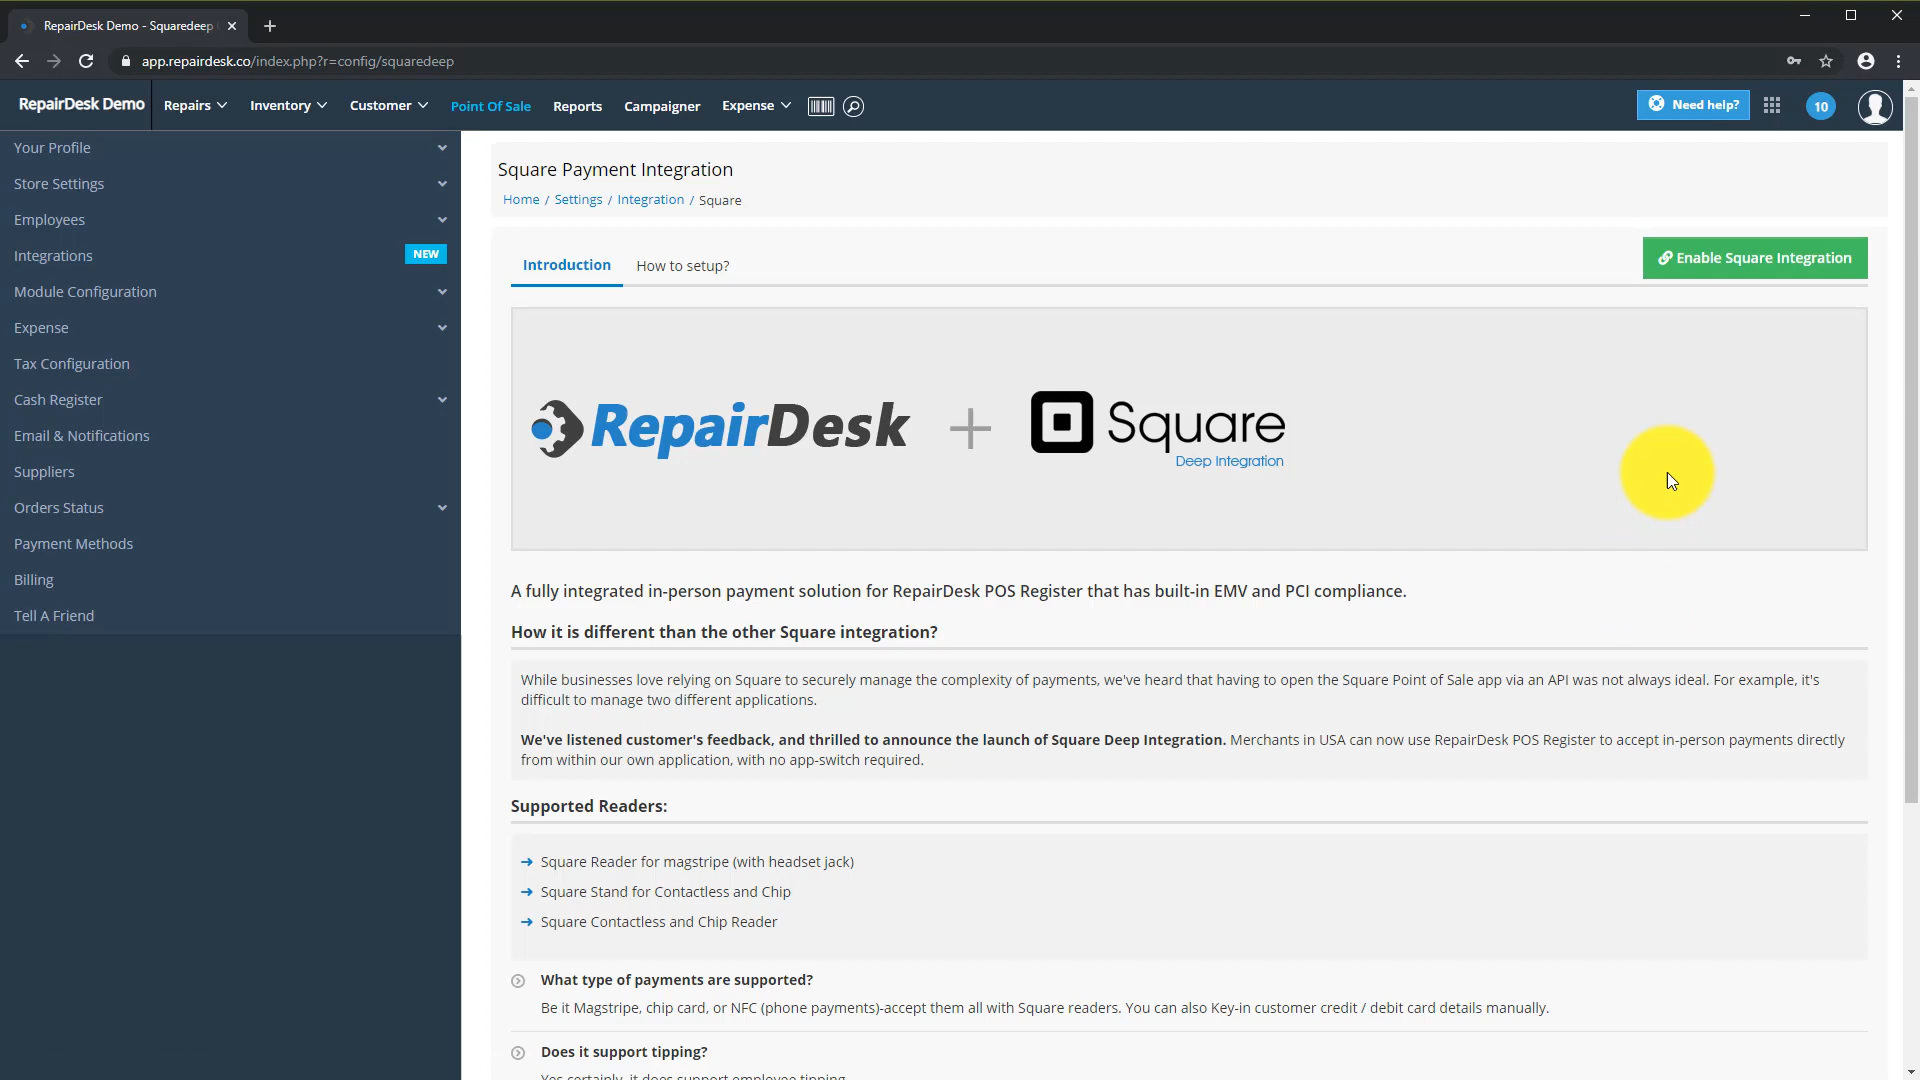 RepairDesk Demo - Squaredeep
app.repairdesk.co/index.php?r=config/squaredeep
RepairDesk Demo
Repairs
Inventory
Customer
Point Of Sale
Reports
Campaigner
Expense
Need help?
10
Your Profile
Store Settings
Employees
Integrations
NEW
Module Configuration
Expense
Tax Configuration
Cash Register
Email & Notifications
Suppliers
Orders Status
Payment Methods
Billing
Tell A Friend
Square Payment Integration
Home / Settings / Integration / Square
Introduction
How to setup?
Enable Square Integration
RepairDesk + Square
Deep Integration
A fully integrated in-person payment solution for RepairDesk POS Register that has built-in EMV and PCI compliance.
How it is different than the other Square integration?
While businesses love relying on Square to securely manage the complexity of payments, we've heard that having to open the Square Point of Sale app via an API was not always ideal. For example, it's
difficult to manage two different applications.
We've listened customer's feedback, and thrilled to announce the launch of Square Deep Integration. Merchants in USA can now use RepairDesk POS Register to accept in-person payments directly
from within our own application, with no app-switch required.
Supported Readers:
Square Reader for magstripe (with headset jack)
Square Stand for Contactless and Chip
Square Contactless and Chip Reader
What type of payments are supported?
Be it Magstripe, chip card, or NFC (phone payments)-accept them all with Square readers. You can also Key-in customer credit / debit card details manually.
Does it support tipping?
Yes certainly, it does support employee tipping